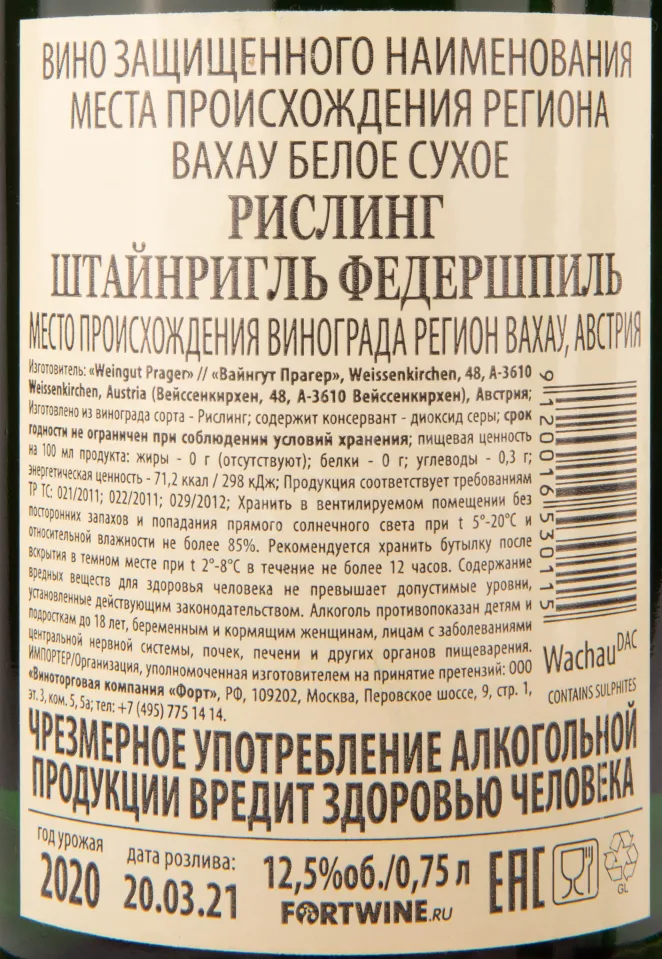 ВИНО ЗАЩИЩЕННОГО НАИМЕНОВАНИЯ
МЕСТА ПРОИСХОЖДЕНИЯ РЕГИОНА
ВАХАУ БЕЛОЕ СУХОЕ
РИСЛИНГ
ШТАЙНРИГЛЬ ФЕДЕРШПИЛЬ
МЕСТО ПРОИСХОЖДЕНИЯ ВИНОГРАДА РЕГИОН ВАХАУ, АВСТРИЯ
Изготовитель: «Weingut Prager» // «Вайнгут Прагер», Weissenkirchen, 48, A-3610
Weissenkirchen, Austria (Вейссенкирхен, 48, А-3610 Вейссенкирхен), Австрия;
Изготовлено из винограда сорта - Рислинг; содержит консервант - диоксид серы; срок
годности не ограничен при соблюдении условий хранения; пищевая ценность
на 100 мл продукта: жиры - 0 г (отсутствуют); белки - 0 г; углеводы - 0,3 г;
энергетическая ценность - 71,2 ккал / 298 кДж; Продукция соответствует требованиям
ТР ТС: 021/2011; 022/2011; 029/2012; Хранить в вентилируемом помещении без
посторонних запахов и попадания прямого солнечного света при t 5°-20°C и
относительной влажности не более 85%. Рекомендуется хранить бутылку после
вскрытия в темном месте при t 2°-8°C в течение не более 12 часов. Содержание
вредных веществ для здоровья человека не превышает допустимые уровни,
установленные действующим законодательством. Алкоголь противопоказан детям и
подросткам до 18 лет, беременным и кормящим женщинам, лицам с заболеваниями
центральной нервной системы, почек, печени и других органов пищеварения.
ИМПОРТЕР/Организация, уполномоченная изготовителем на принятие претензий: ООО
«Виноторговая компания «Форт», РФ, 109202, Москва, Перовское шоссе, 9, стр. 1,
эт. 3, ком. 5, 5а; тел: +7 (495) 775 14 14.
9120016530115
Wachau DAC
CONTAINS SULPHITES
ЧРЕЗМЕРНОЕ УПОТРЕБЛЕНИЕ АЛКОГОЛЬНОЙ
ПРОДУКЦИИ ВРЕДИТ ЗДОРОВЬЮ ЧЕЛОВЕКА
год урожая
2020
дата розлива:
20.03.21
12,5%об./0,75 л
FORTWINE.RU
EAC
GL